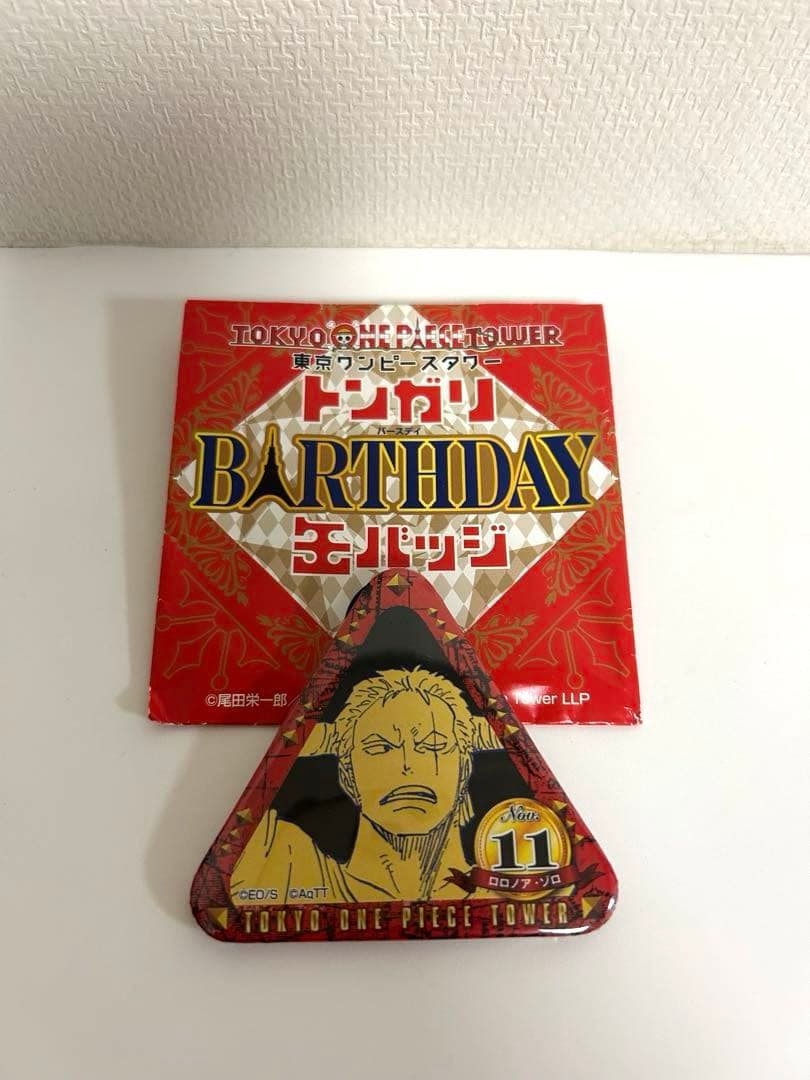 TOKYO ONE PIECE TOWER
東京ワンピースタワー
トンガリ
バースデイ
BIRTHDAY
缶バッジ
©尾田栄一郎/
Tower LLP
Nov.
11
ロロノア・ゾロ
©EO/S ©AqTT
TOKYO ONE PIECE TOWER